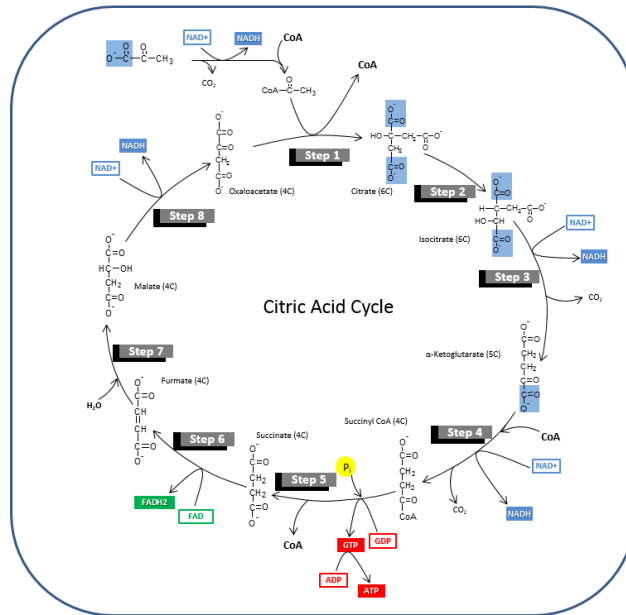 NAD+
NADH
CoA
CO₂
CoA
CoA–C–CH₃
Step 1
Citrate (6C)
Step 2
Isocitrate (6C)
NAD+
NADH
Step 3
CO₂
α-Ketoglutarate (5C)
Step 4
CoA
NAD+
CO₂
NADH
Succinyl CoA (4C)
CoA
Pᵢ
Step 5
GDP
GTP
ADP
ATP
CoA
Succinate (4C)
Step 6
FAD
FADH2
Furmate (4C)
H₂O
Step 7
Malate (4C)
Step 8
NAD+
NADH
Oxaloacetate (4C)
Citric Acid Cycle